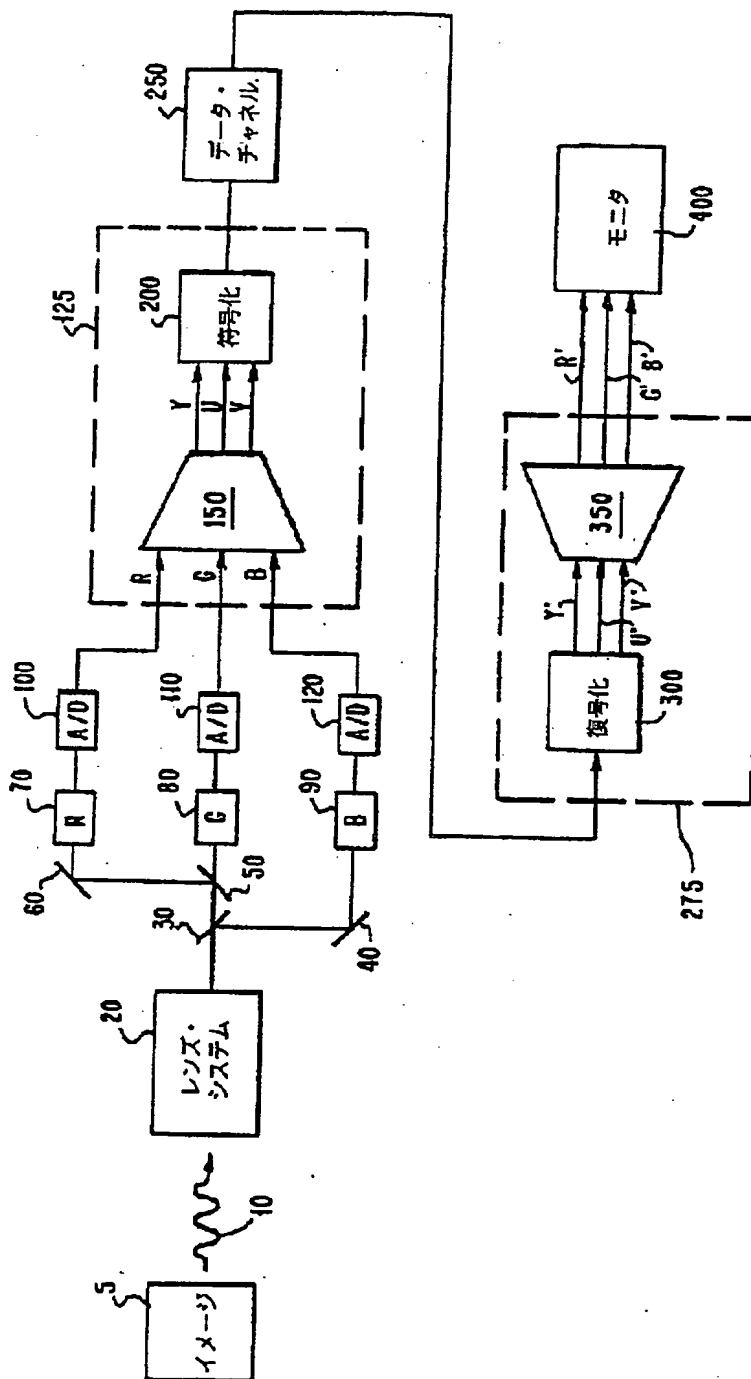 5
イメージ
10
20
レンズ・
システム
30
40
50
60
70
R
80
G
90
B
100
A/D
110
A/D
120
A/D
R
G
B
125
150
Y
U
V
200
符号化
250
データ・
チャネル
275
300
復号化
Y'
U'
V'
350
R'
G'
B'
モニタ
400